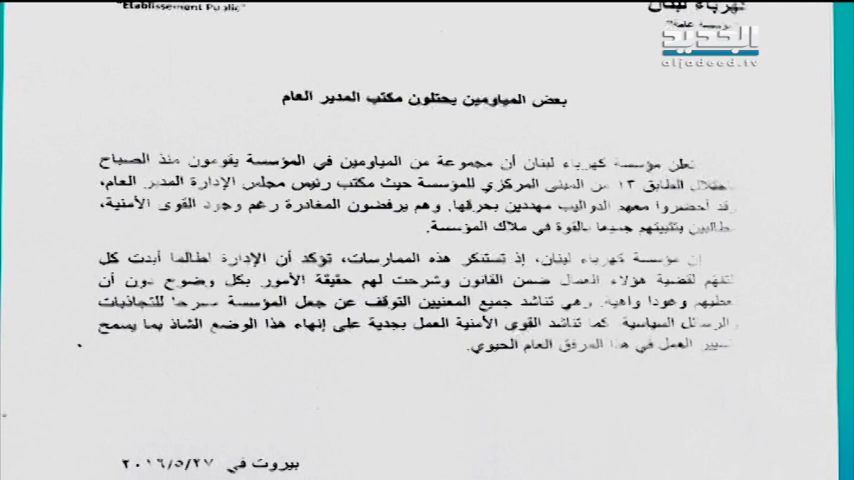 "Etablissement Public"
كهرباء لبنان
"مؤسسة عامة"
الجديد
aljadeed.tv
بعض المياومين يحتلون مكتب المدير العام
تعلن مؤسسة كهرباء لبنان أن مجموعة من المياومين في المؤسسة يقومون منذ الصباح
باحتلال الطابق ١٣ من المبنى المركزي للمؤسسة حيث مكتب رئيس مجلس الإدارة المدير العام،
وقد أحضروا معهم الدواليب مهددين بحرقها. وهم يرفضون المغادرة رغم وجود القوى الأمنية،
مطالبين بتثبيتهم جميعا بالقوة في ملاك المؤسسة.
إن مؤسسة كهرباء لبنان، إذ تستنكر هذه الممارسات، تؤكد أن الإدارة لطالما أبدت كل
تفهم لقضية هؤلاء العمال ضمن القانون وشرحت لهم حقيقة الأمور بكل وضوح دون أن
تعطيهم وعودا واهية. وهي تناشد جميع المعنيين التوقف عن جعل المؤسسة مسرحا للتجاذبات
والرسائل السياسية. كما تناشد القوى الأمنية العمل بجدية على إنهاء هذا الوضع الشاذ بما يسمح
بتسيير العمل في هذا المرفق العام الحيوي.
بيروت في ٢٠١٦/٥/٢٧